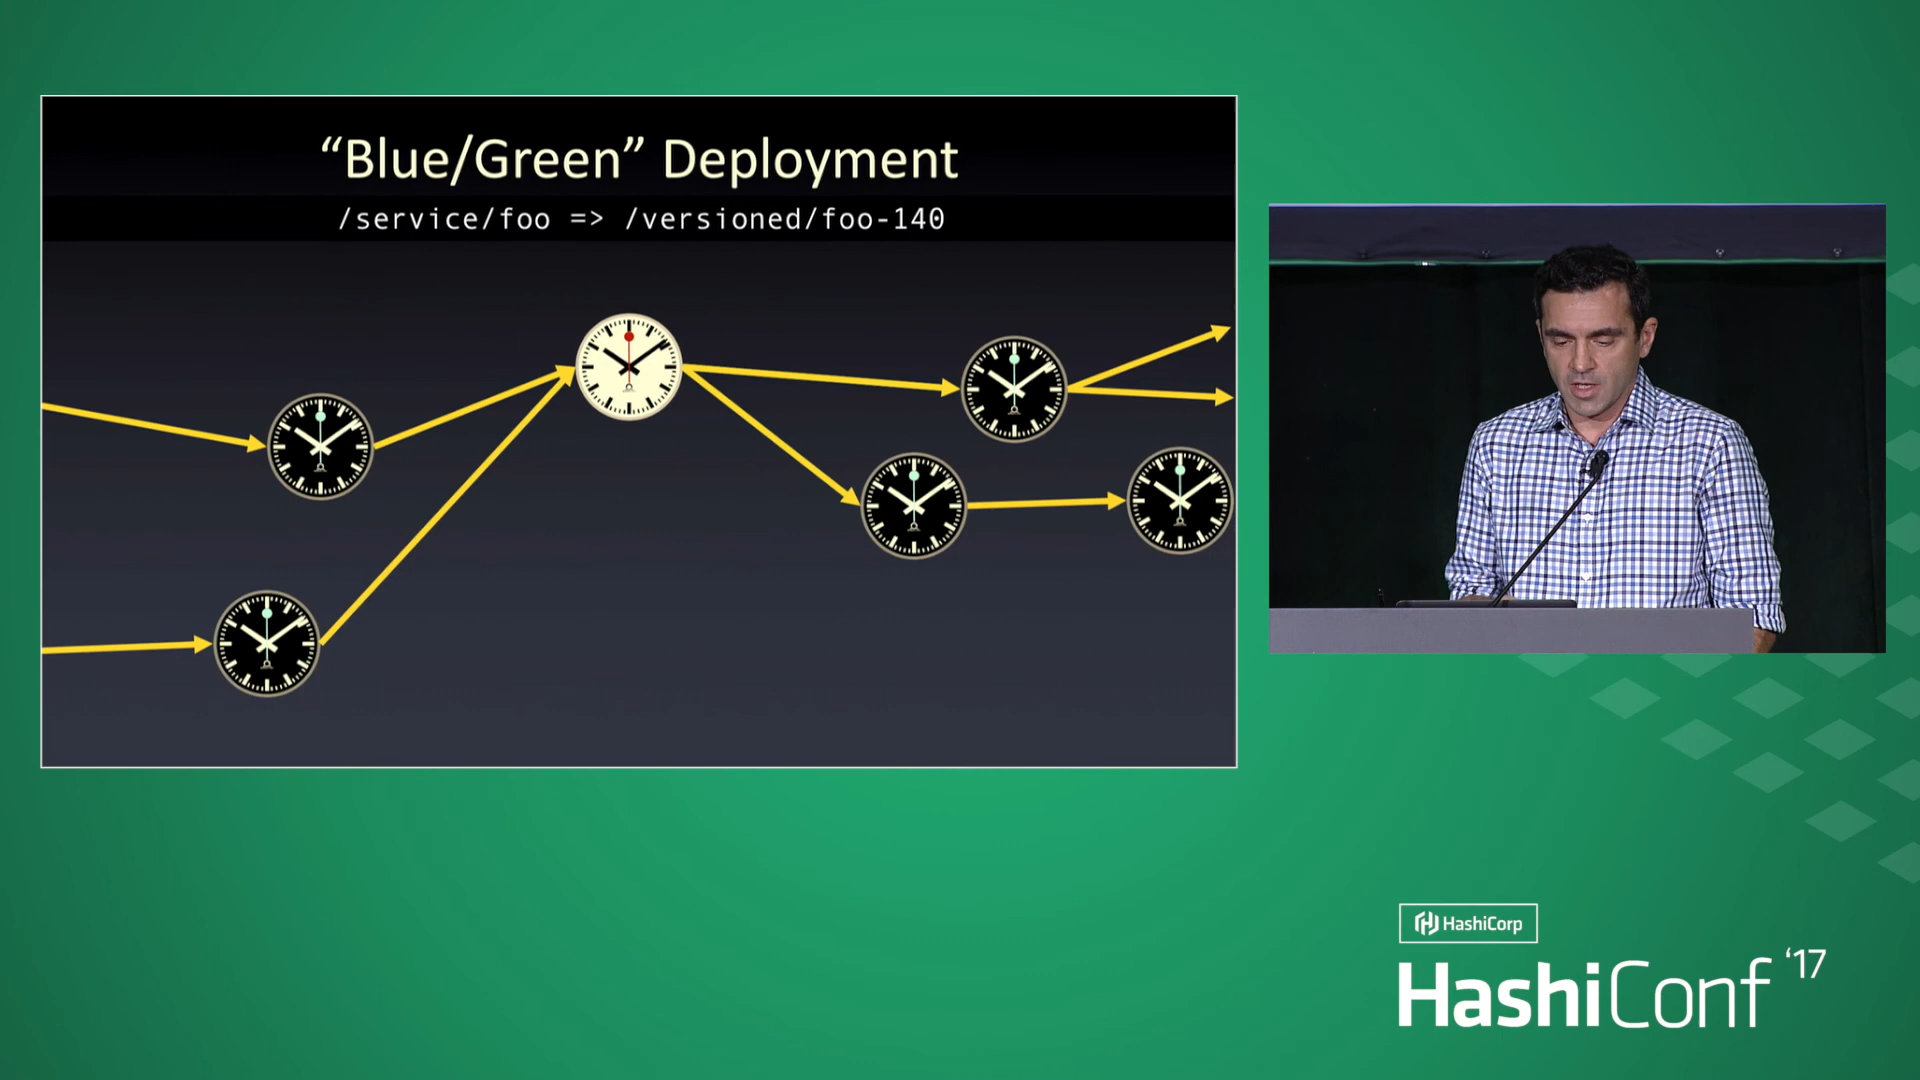 “Blue/Green” Deployment
/service/foo => /versioned/foo-140
HashiCorp
HashiConf ‘17